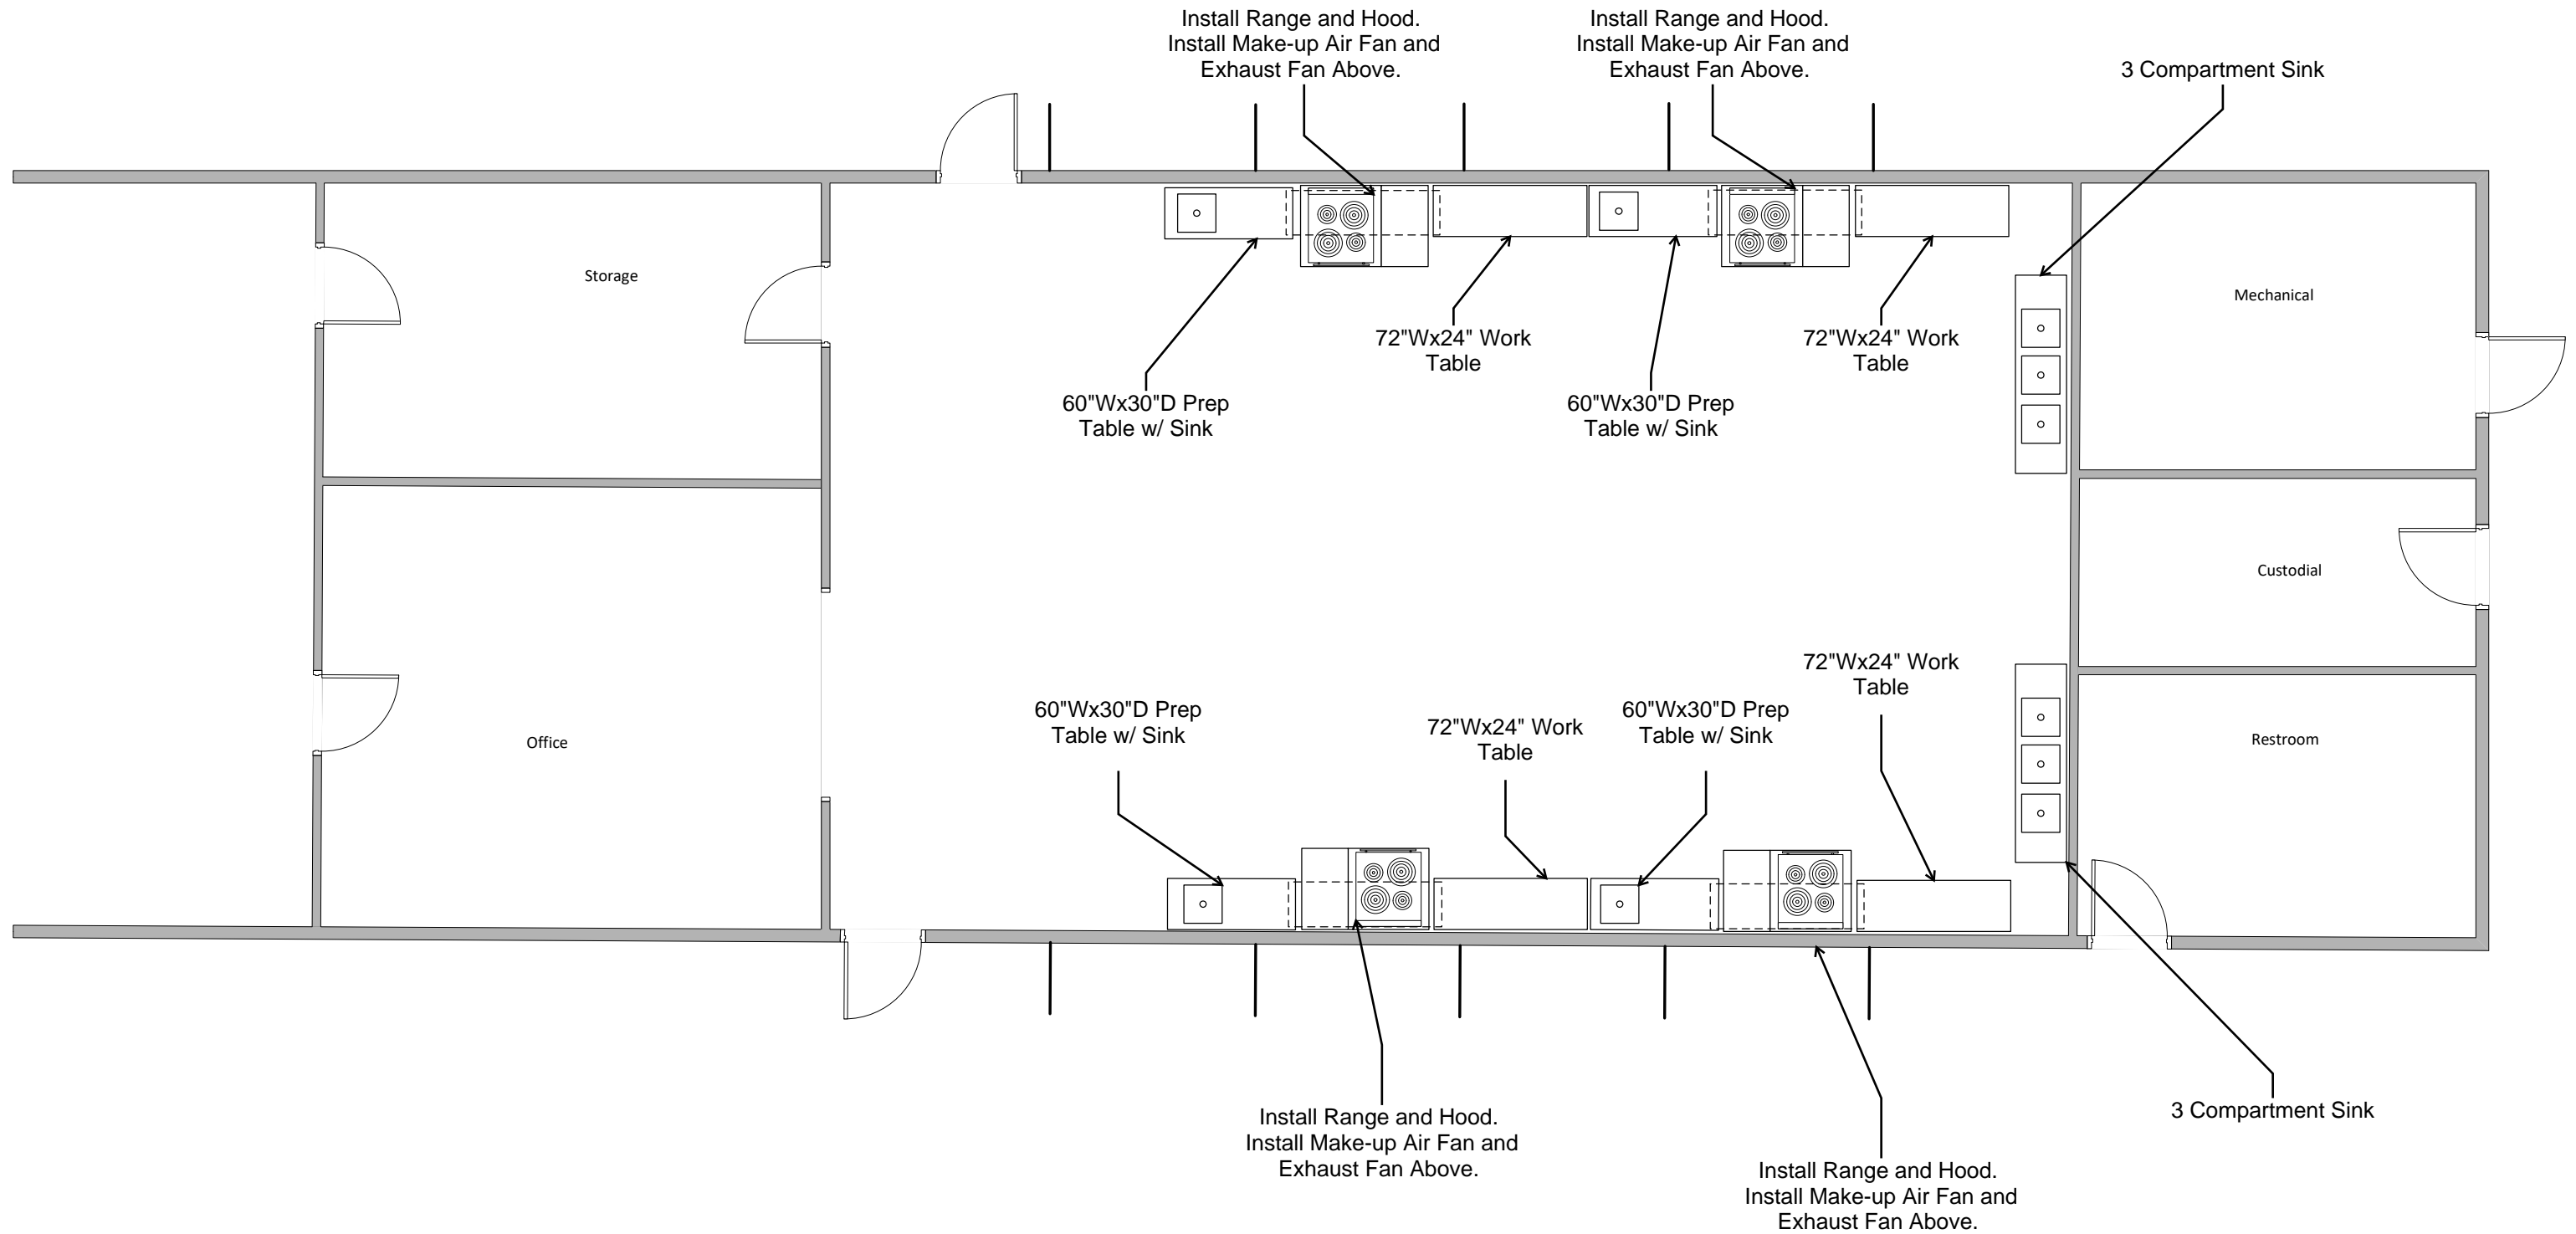 Install Range and Hood.
Install Make-up Air Fan and
Exhaust Fan Above.
Install Range and Hood.
Install Make-up Air Fan and
Exhaust Fan Above.
3 Compartment Sink
Storage
Mechanical
72"Wx24" Work
Table
72"Wx24" Work
Table
60"Wx30"D Prep
Table w/ Sink
60"Wx30"D Prep
Table w/ Sink
Custodial
72"Wx24" Work
Table
60"Wx30"D Prep
Table w/ Sink
72"Wx24" Work
Table
60"Wx30"D Prep
Table w/ Sink
Office
Restroom
Install Range and Hood.
Install Make-up Air Fan and
Exhaust Fan Above.
3 Compartment Sink
Install Range and Hood.
Install Make-up Air Fan and
Exhaust Fan Above.